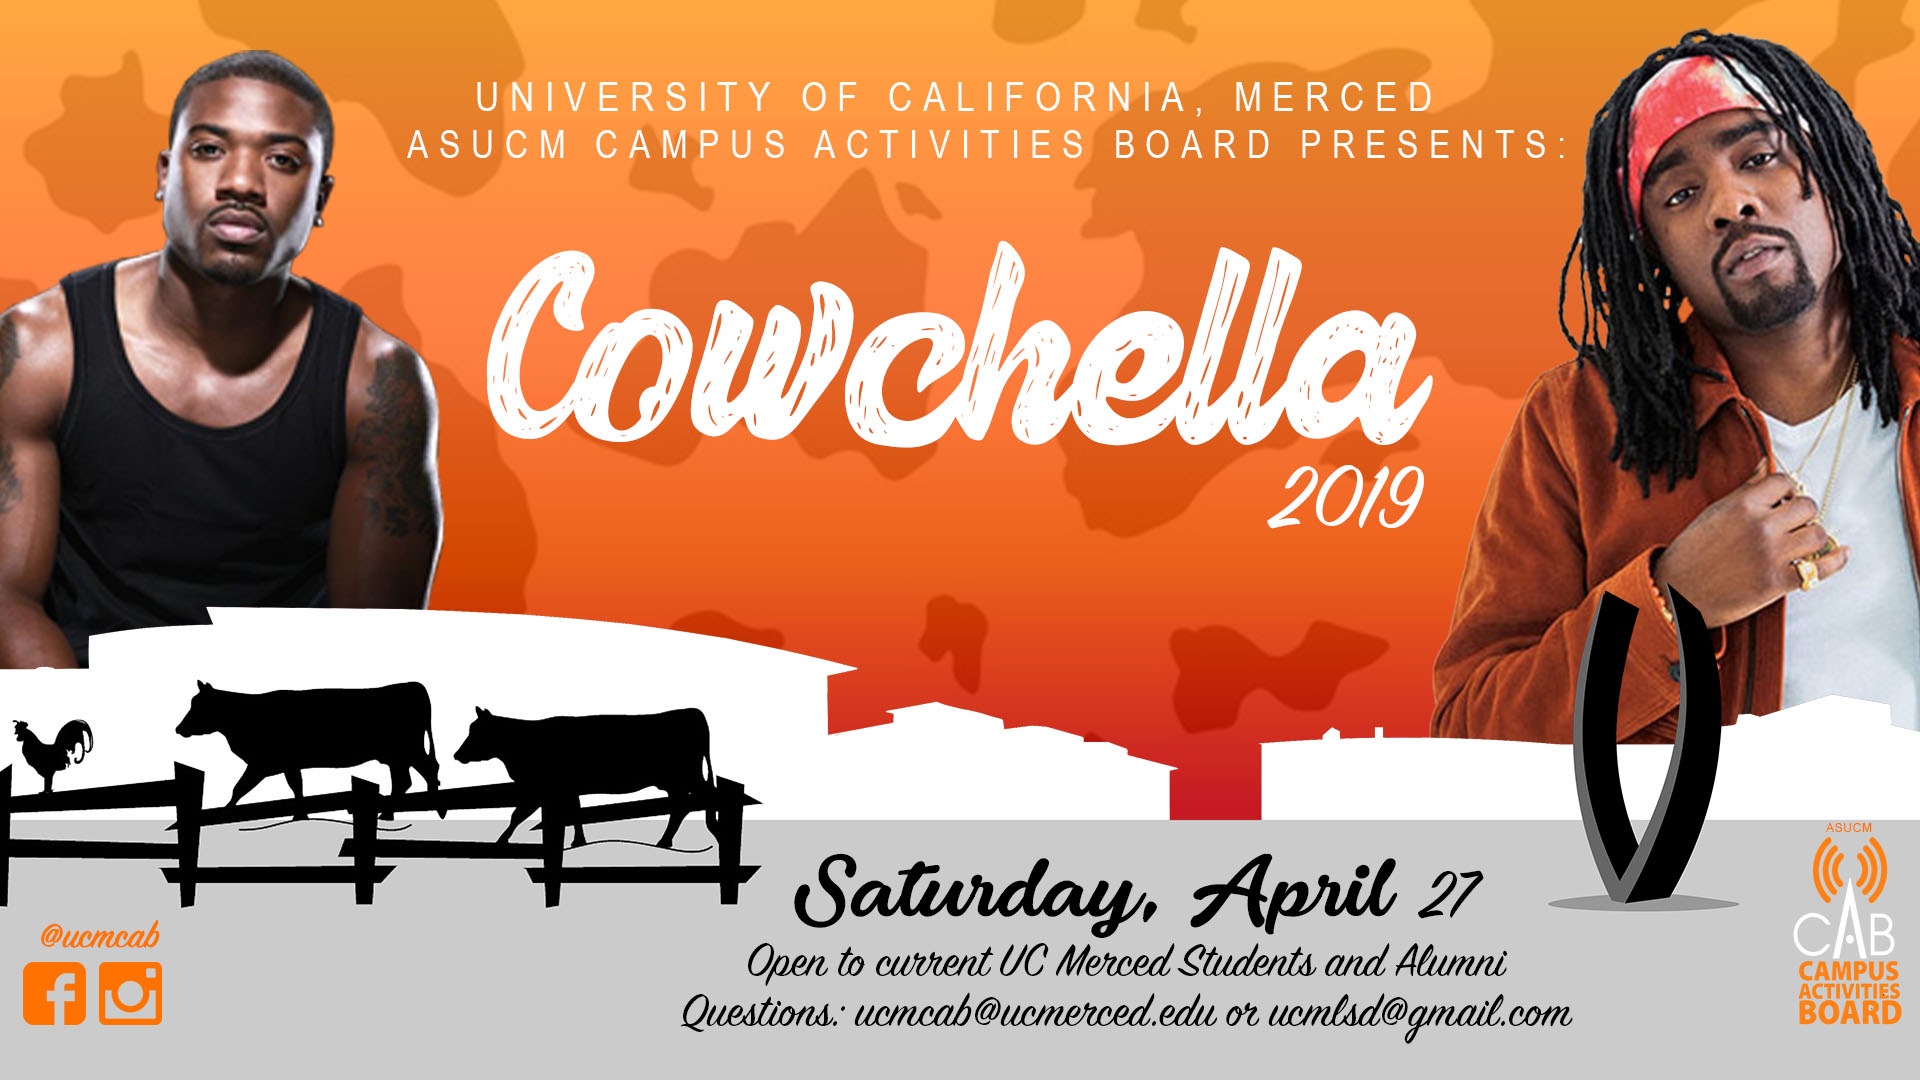 UNIVERSITY OF CALIFORNIA, MERCED
ASUCM CAMPUS ACTIVITIES BOARD PRESENTS:
Cowchella
2019
Saturday, April 27
Open to current UC Merced Students and Alumni
Questions: ucmcab@ucmerced.edu or ucmlsd@gmail.com
@ucmcab
ASUCM
CAB
CAMPUS
ACTIVITIES
BOARD